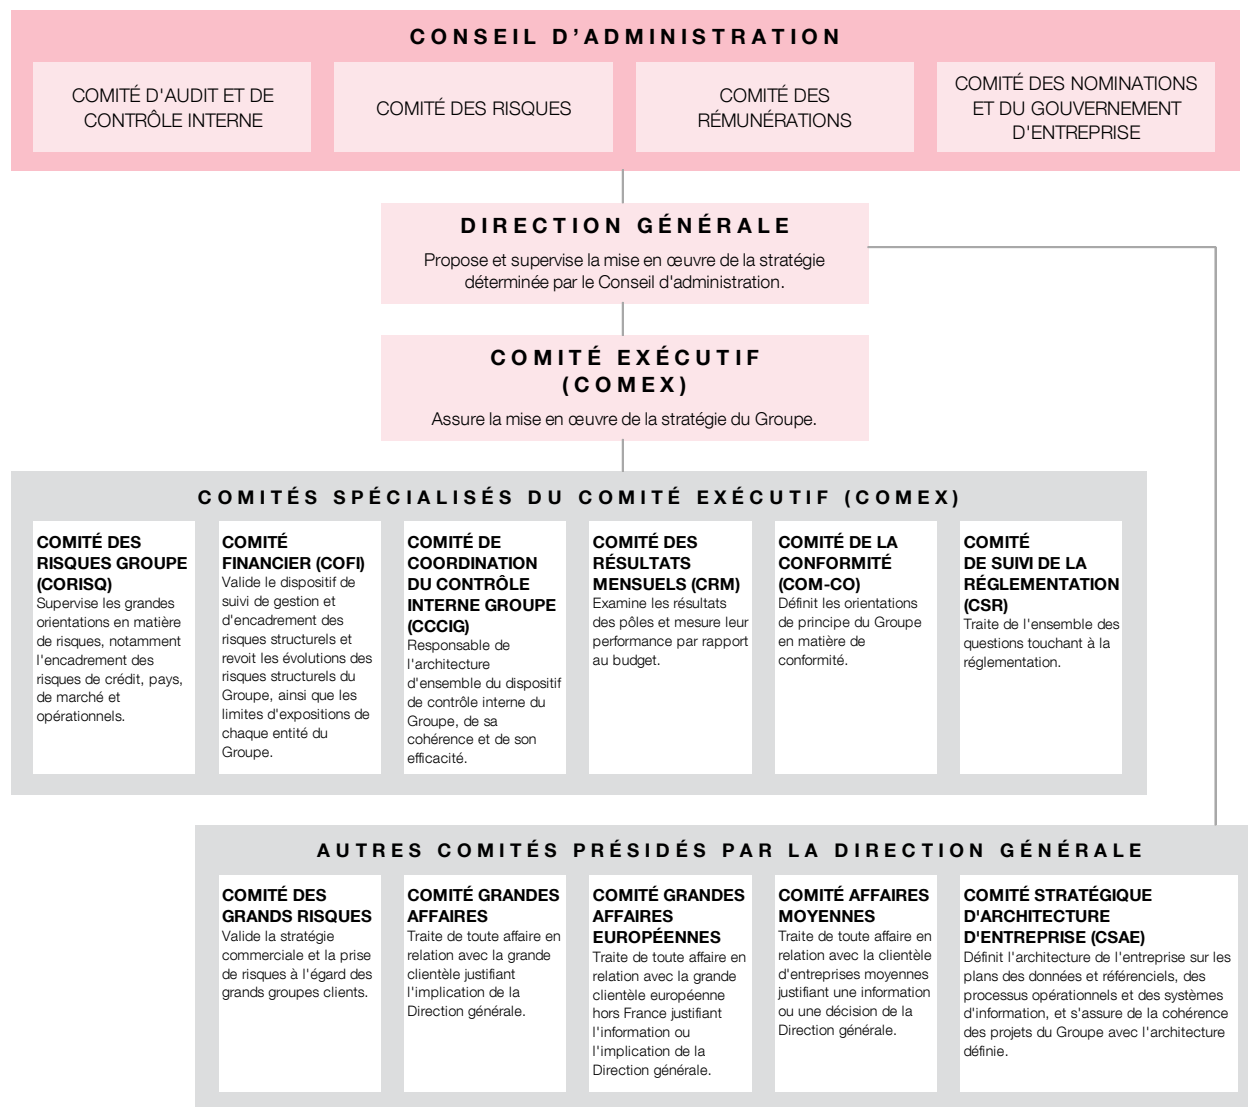 CONSEIL D’ADMINISTRATION
COMITÉ D'AUDIT ET DE
CONTRÔLE INTERNE
COMITÉ DES RISQUES
COMITÉ DES
RÉMUNÉRATIONS
COMITÉ DES NOMINATIONS
ET DU GOUVERNEMENT
D'ENTREPRISE
DIRECTION GÉNÉRALE
Propose et supervise la mise en œuvre de la stratégie
déterminée par le Conseil d'administration.
COMITÉ EXÉCUTIF
(COMEX)
Assure la mise en œuvre de la stratégie du Groupe.
COMITÉS SPÉCIALISÉS DU COMITÉ EXÉCUTIF (COMEX)
COMITÉ DES
RISQUES GROUPE
(CORISQ)
Supervise les grandes
orientations en matière
de risques, notamment
l'encadrement des
risques de crédit, pays,
de marché et
opérationnels.
COMITÉ
FINANCIER (COFI)
Valide le dispositif de
suivi de gestion et
d'encadrement des
risques structurels et
revoit les évolutions des
risques structurels du
Groupe, ainsi que les
limites d'expositions de
chaque entité du
Groupe.
COMITÉ DE
COORDINATION
DU CONTRÔLE
INTERNE GROUPE
(CCCIG)
Responsable de
l'architecture
d'ensemble du dispositif
de contrôle interne du
Groupe, de sa
cohérence et de son
efficacité.
COMITÉ DES
RÉSULTATS
MENSUELS (CRM)
Examine les résultats
des pôles et mesure leur
performance par rapport
au budget.
COMITÉ DE LA
CONFORMITÉ
(COM-CO)
Définit les orientations
de principe du Groupe
en matière de
conformité.
COMITÉ
DE SUIVI DE LA
RÉGLEMENTATION
(CSR)
Traite de l'ensemble des
questions touchant à la
réglementation.
AUTRES COMITÉS PRÉSIDÉS PAR LA DIRECTION GÉNÉRALE
COMITÉ DES
GRANDS RISQUES
Valide la stratégie
commerciale et la prise
de risques à l'égard des
grands groupes clients.
COMITÉ GRANDES
AFFAIRES
Traite de toute affaire en
relation avec la grande
clientèle justifiant
l'implication de la
Direction générale.
COMITÉ GRANDES
AFFAIRES
EUROPÉENNES
Traite de toute affaire en
relation avec la grande
clientèle européenne
hors France justifiant
l'information ou
l'implication de la
Direction générale.
COMITÉ AFFAIRES
MOYENNES
Traite de toute affaire en
relation avec la clientèle
d'entreprises moyennes
justifiant une information
ou une décision de la
Direction générale.
COMITÉ STRATÉGIQUE
D'ARCHITECTURE
D'ENTREPRISE (CSAE)
Définit l'architecture de l'entreprise sur les
plans des données et référenciels, des
processus opérationnels et des systèmes
d'information, et s'assure de la cohérence
des projets du Groupe avec l'architecture
définie.